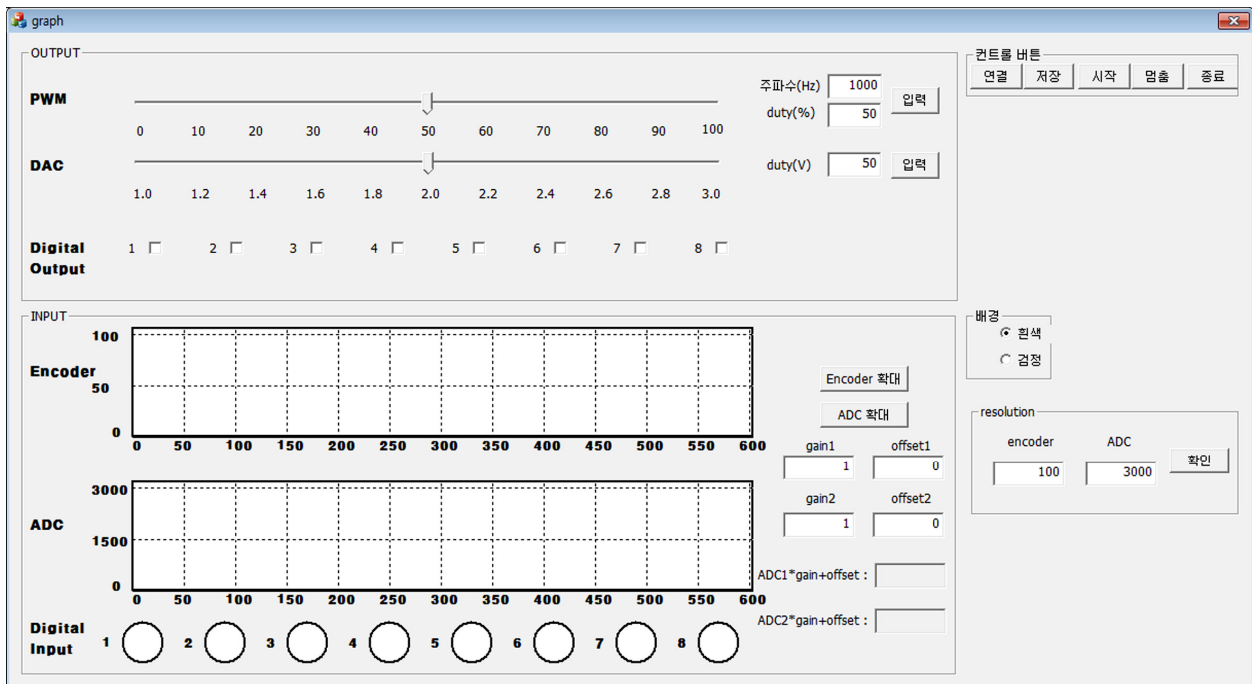 graph
OUTPUT
PWM
0 10 20 30 40 50 60 70 80 90 100
주파수(Hz) 1000
duty(%) 50
입력
DAC
1.0 1.2 1.4 1.6 1.8 2.0 2.2 2.4 2.6 2.8 3.0
duty(V) 50 입력
Digital
Output
1 2 3 4 5 6 7 8
컨트롤 버튼
연결 저장 시작 멈춤 종료
INPUT
Encoder
100
50
0
0 50 100 150 200 250 300 350 400 450 500 550 600
ADC
3000
1500
0
0 50 100 150 200 250 300 350 400 450 500 550 600
Digital
Input
1 2 3 4 5 6 7 8
Encoder 확대
ADC 확대
gain1 offset1
1 0
gain2 offset2
1 0
ADC1*gain+offset :
ADC2*gain+offset :
배경
흰색
검정
resolution
encoder ADC
100 3000 확인